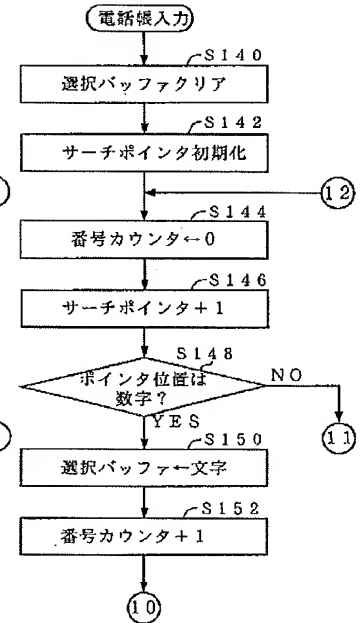 電話帳入力
S140
選択バッファクリア
S142
サーチポインタ初期化
12
S144
番号カウンタ←0
S146
サーチポインタ+1
S148
ポインタ位置は
数字?
NO
YES
11
S150
選択バッファ←文字
S152
番号カウンタ+1
10